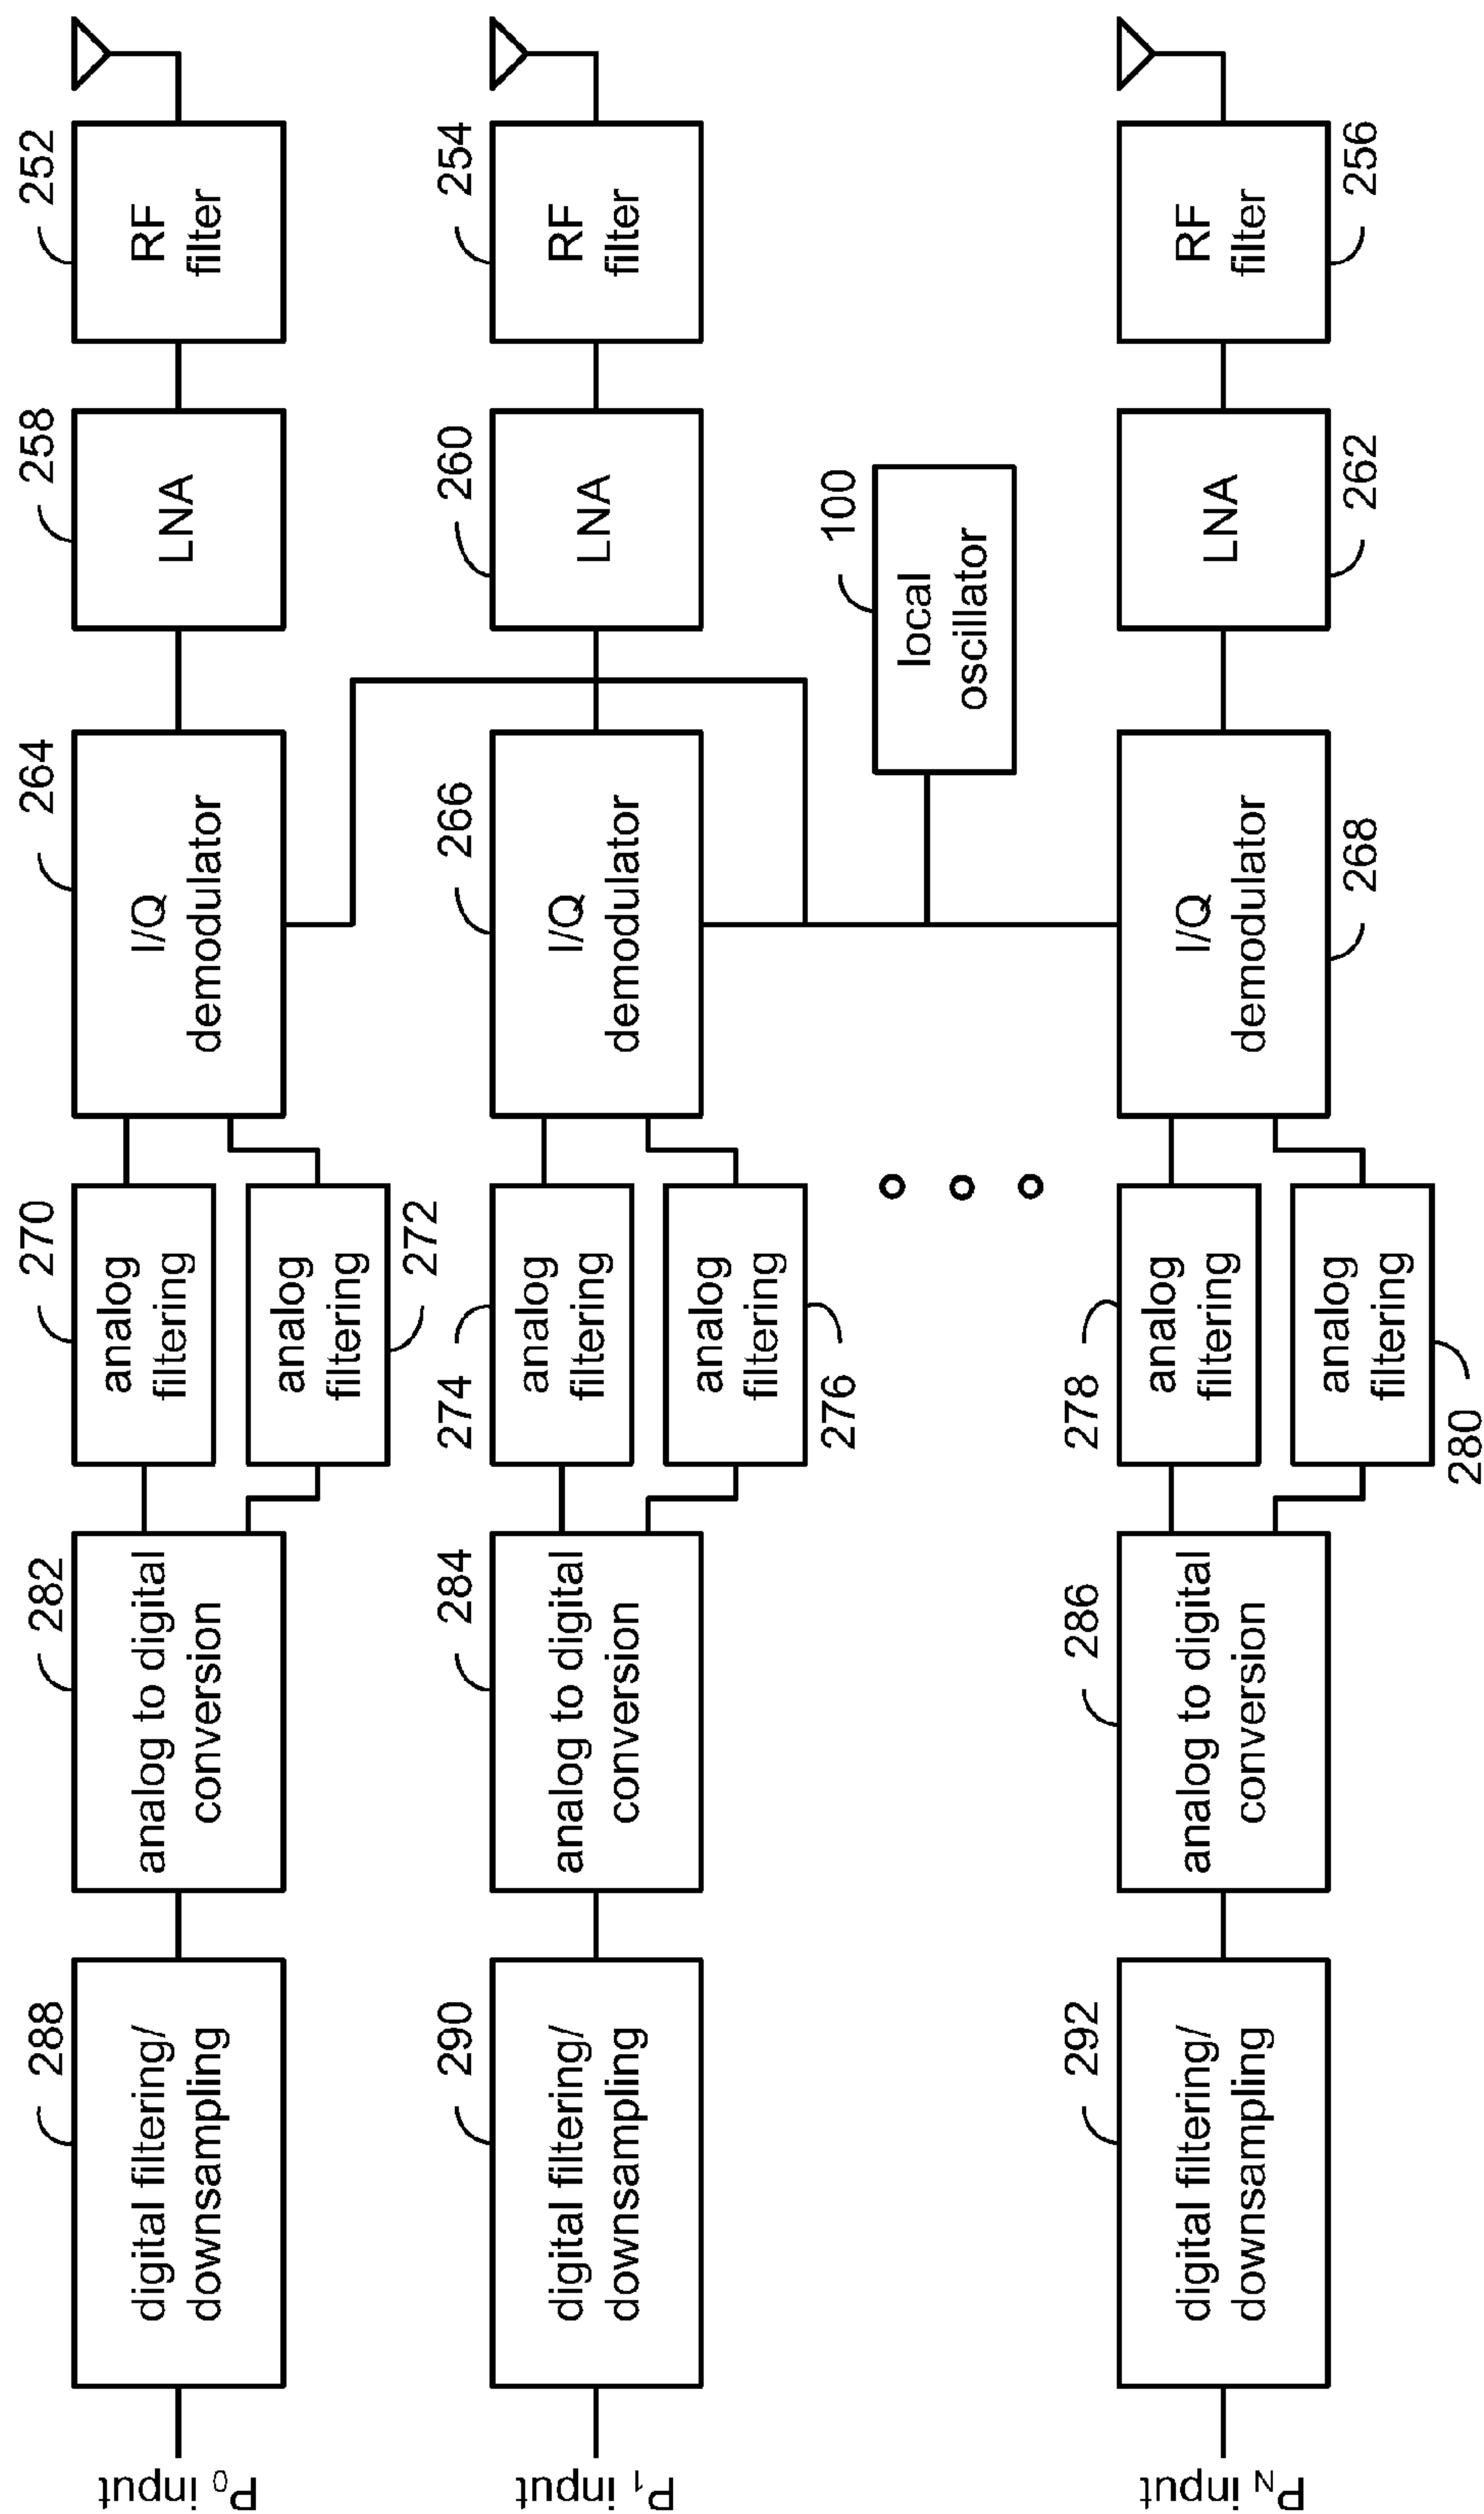 288
282
270
264
258
252
P0 input
digital filtering/
downsampling
analog to digital
conversion
analog
filtering
analog
filtering
272
I/Q
demodulator
LNA
RF
filter
290
284
274
266
260
254
P1 input
digital filtering/
downsampling
analog to digital
conversion
analog
filtering
analog
filtering
276
I/Q
demodulator
LNA
RF
filter
100
local
oscillator
292
286
278
PN input
digital filtering/
downsampling
analog to digital
conversion
analog
filtering
analog
filtering
280
I/Q
demodulator
268
LNA
262
RF
filter
256